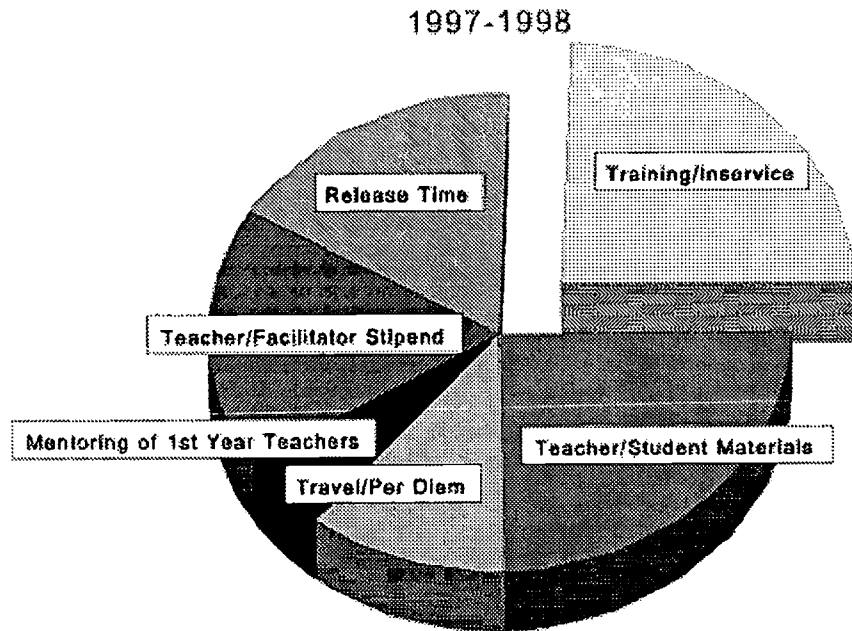 1997-1998
Training/Inservice
Release Time
Teacher/Facilitator Stipend
Mentoring of 1st Year Teachers
Teacher/Student Materials
Travel/Per Diem